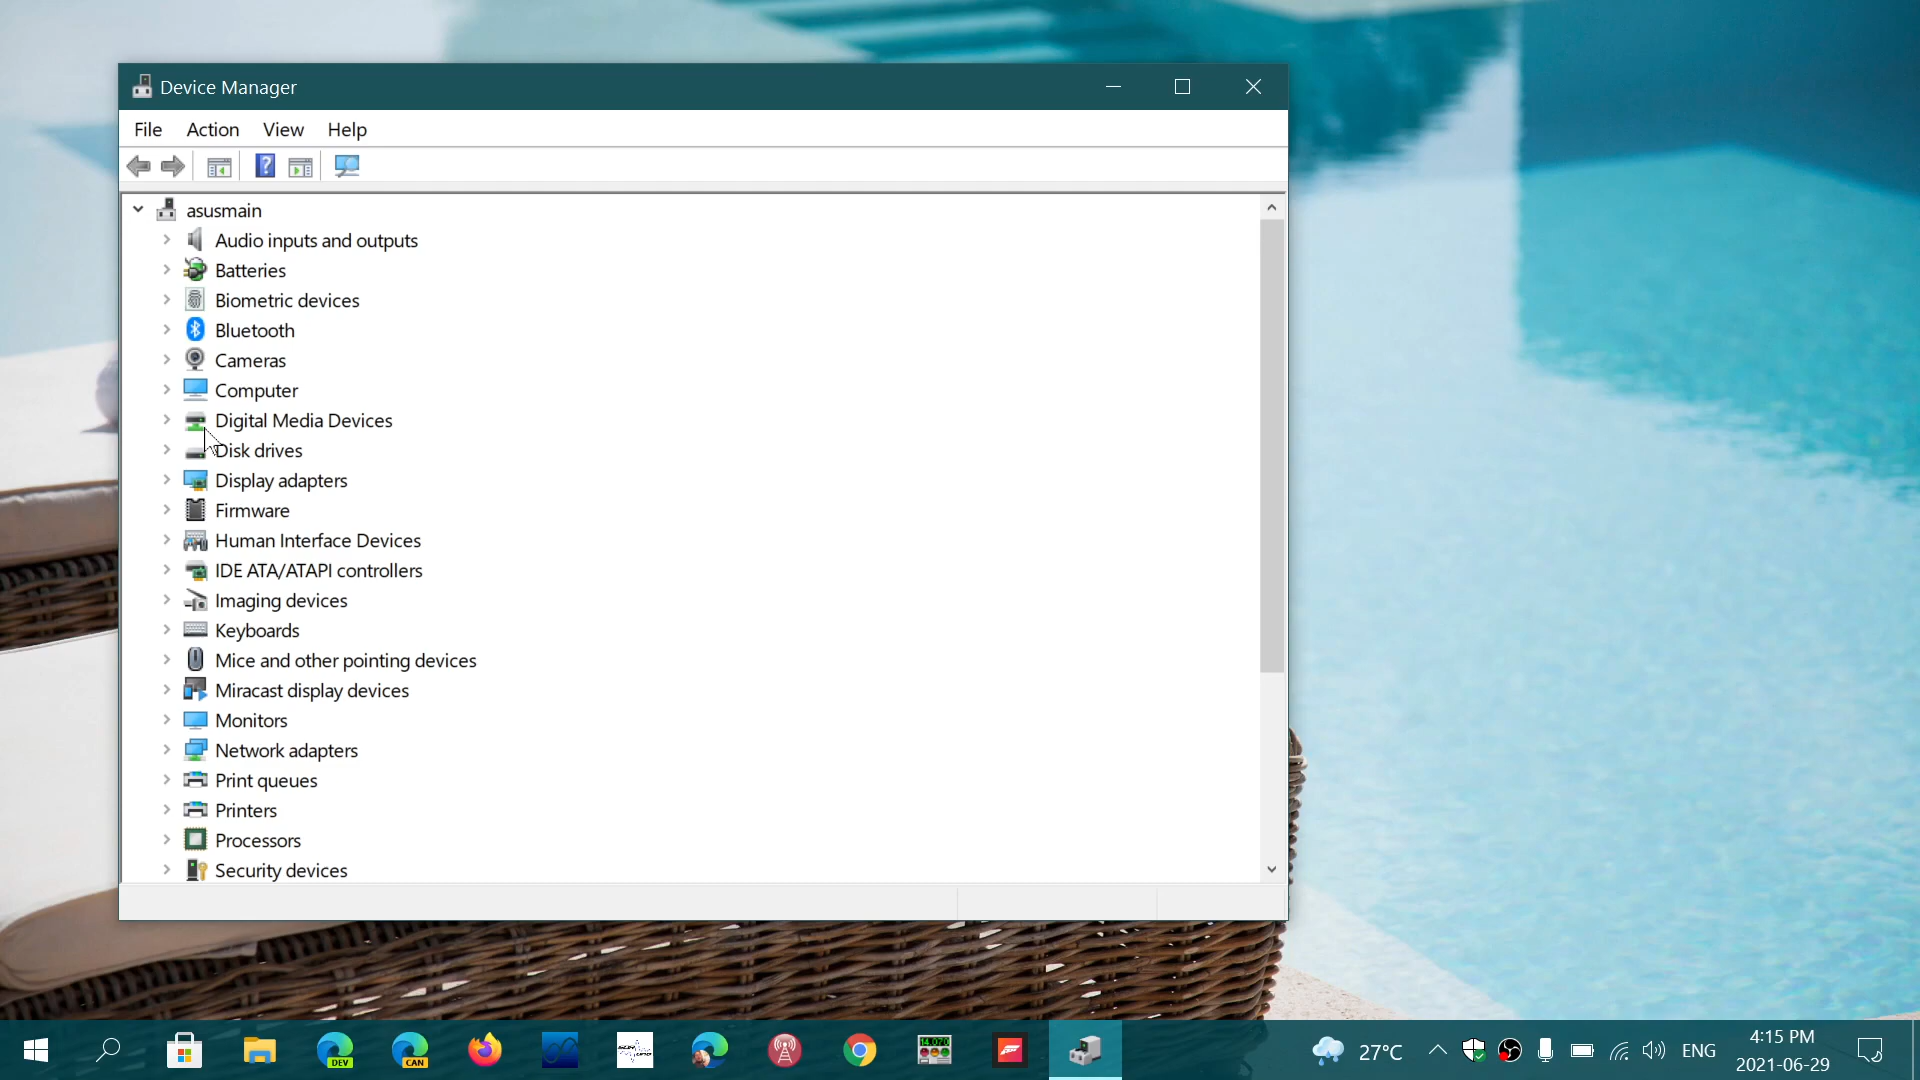 Device Manager
File Action View Help
asusmain
Audio inputs and outputs
Batteries
Biometric devices
Bluetooth
Cameras
Computer
Digital Media Devices
Disk drives
Display adapters
Firmware
Human Interface Devices
IDE ATA/ATAPI controllers
Imaging devices
Keyboards
Mice and other pointing devices
Miracast display devices
Monitors
Network adapters
Print queues
Printers
Processors
Security devices
DEV
CAN
14.070
27°C
ENG
4:15 PM
2021-06-29